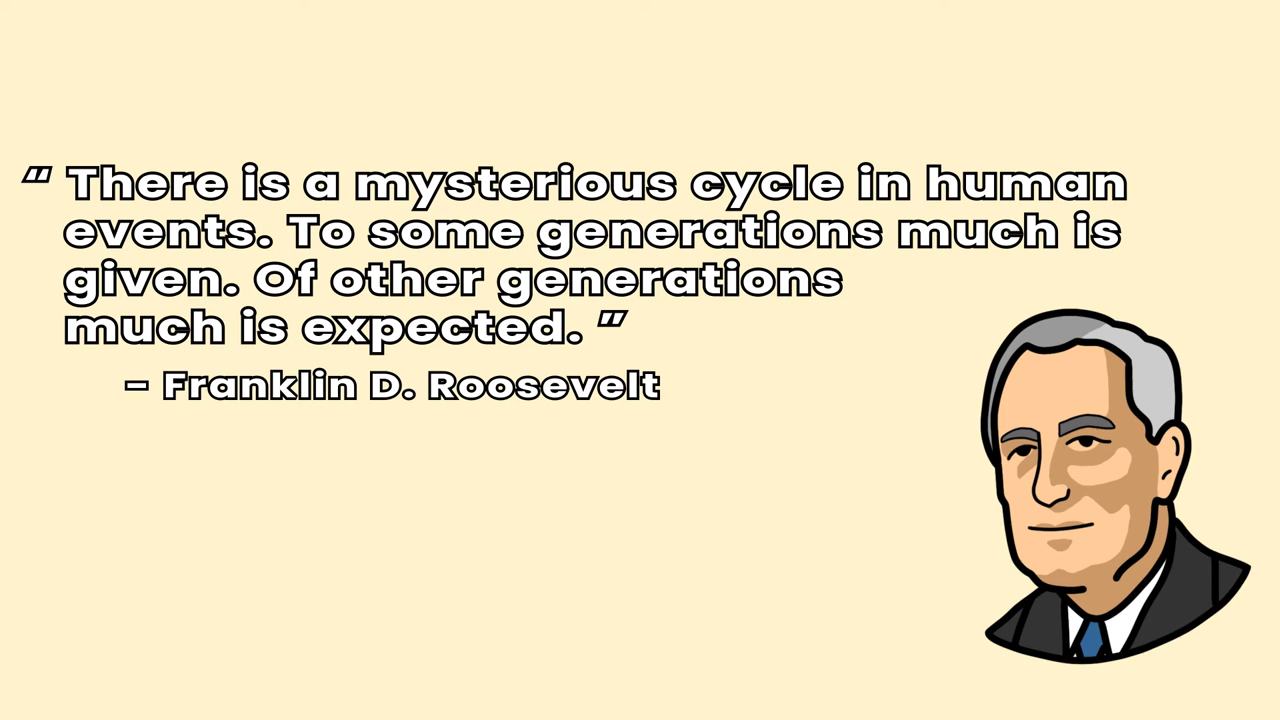 " There is a mysterious cycle in human
events. To some generations much is
given. Of other generations
much is expected. "
– Franklin D. Roosevelt